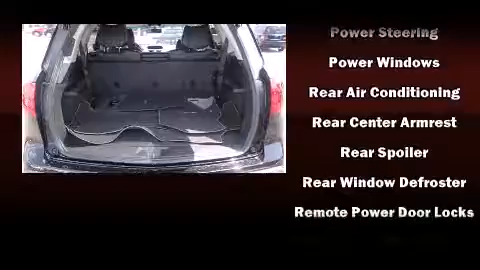 Power Steering
Power Windows
Rear Air Conditioning
Rear Center Armrest
Rear Spoiler
Rear Window Defroster
Remote Power Door Locks